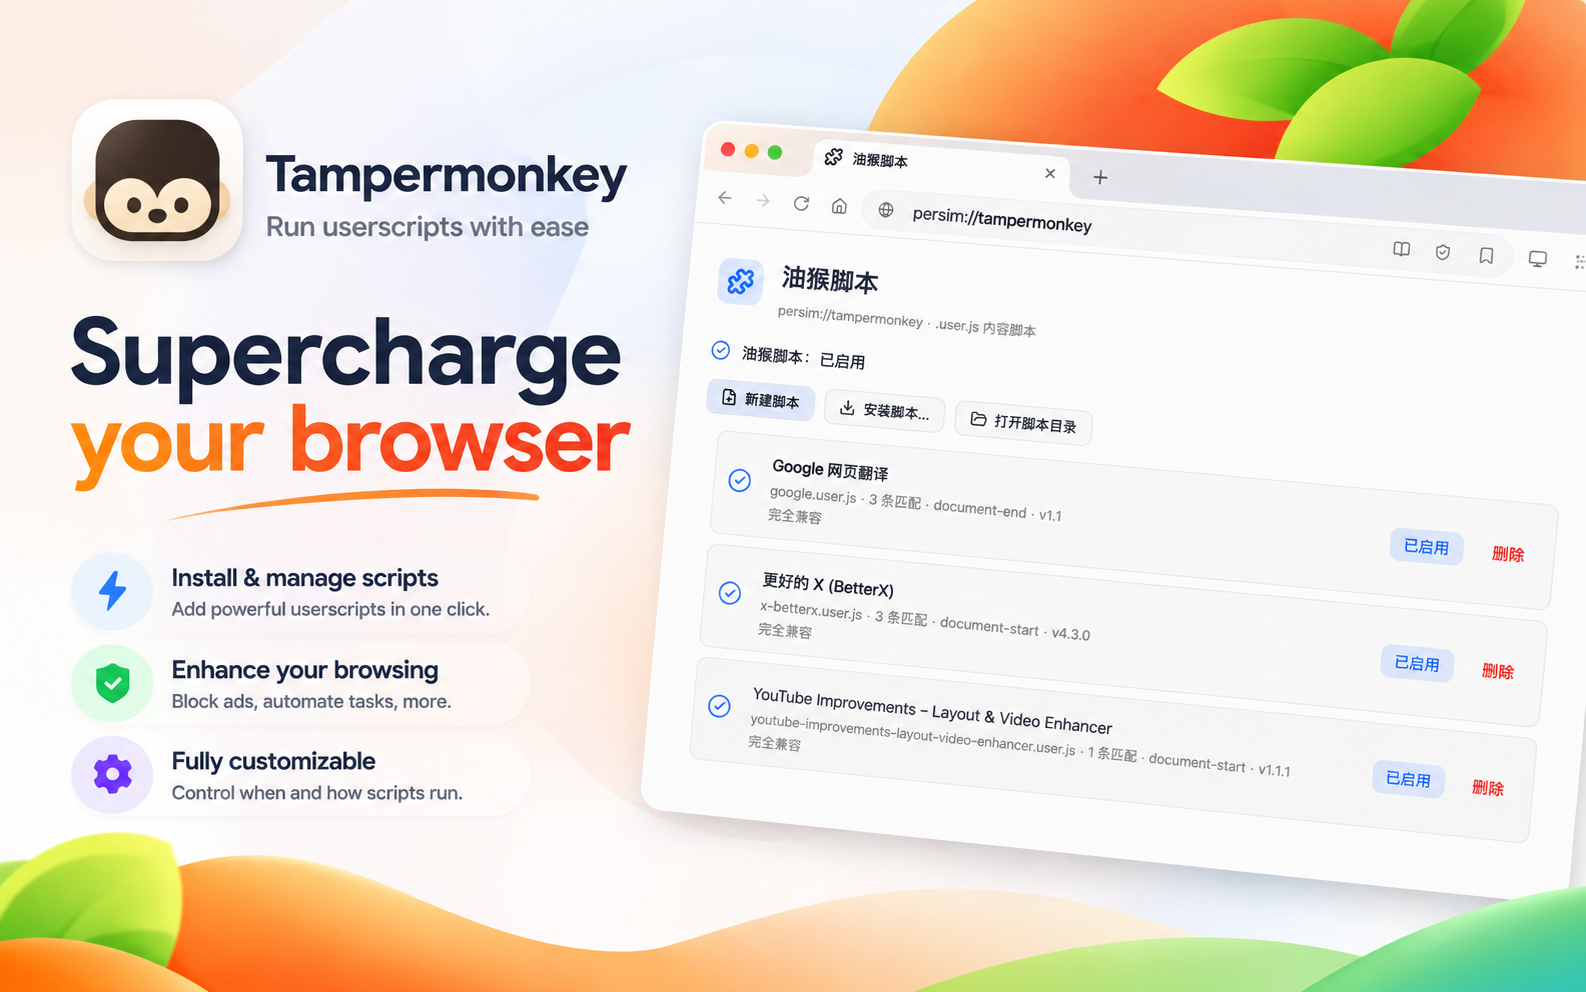 Tampermonkey
Run userscripts with ease
Supercharge
your browser
Install & manage scripts
Add powerful userscripts in one click.
Enhance your browsing
Block ads, automate tasks, more.
Fully customizable
Control when and how scripts run.
油猴脚本
persim://tampermonkey
油猴脚本
persim://tampermonkey · .user.js 内容脚本
油猴脚本：已启用
新建脚本
安装脚本...
打开脚本目录
Google 网页翻译
google.user.js · 3 条匹配 · document-end · v1.1
完全兼容
已启用
删除
更好的 X (BetterX)
x-betterx.user.js · 3 条匹配 · document-start · v4.3.0
完全兼容
已启用
删除
YouTube Improvements – Layout & Video Enhancer
youtube-improvements-layout-video-enhancer.user.js · 1 条匹配 · document-start · v1.1.1
完全兼容
已启用
删除